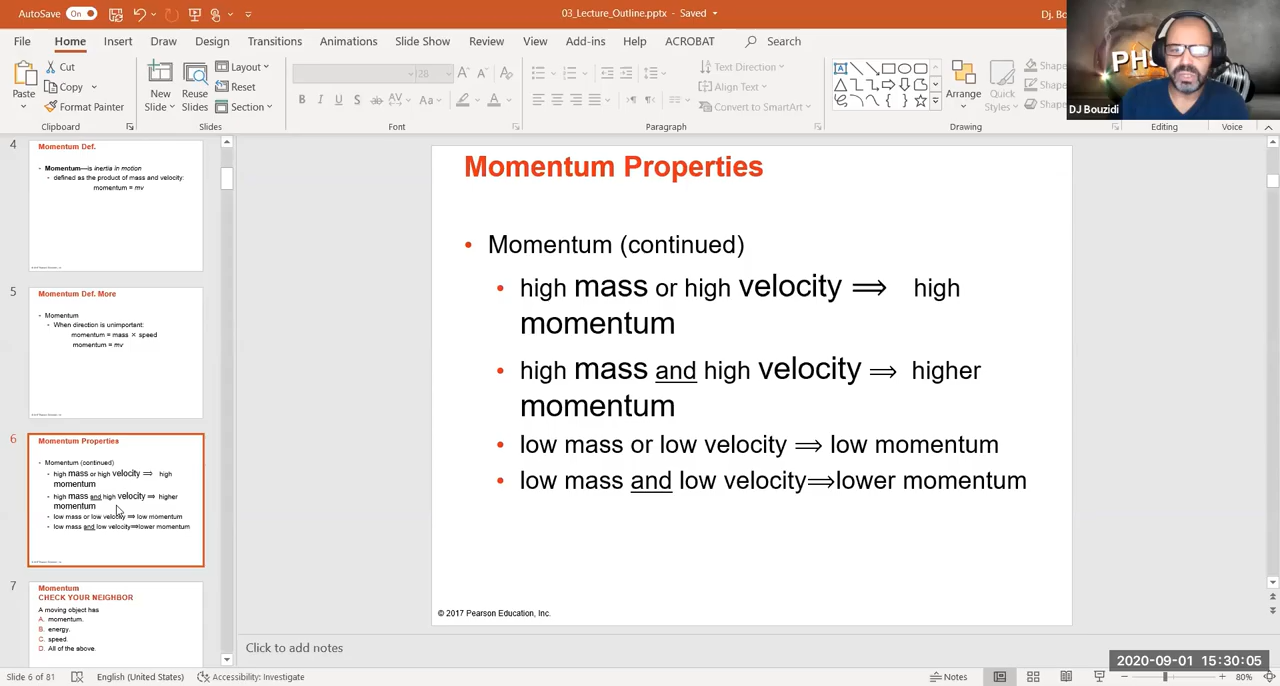 AutoSave On 03_Lecture_Outline.pptx - Saved Dj. Bo
File Home Insert Draw Design Transitions Animations Slide Show Review View Add-ins Help ACROBAT Search
Paste Cut Copy Format Painter
New Slide Reuse Slides Layout Reset Section
28
B I U S ab AV Aa A
Text Direction
Align Text
Convert to SmartArt
Arrange Quick Styles Shape
Shape
Shape
Clipboard Slides Font Paragraph Drawing Editing Voice
DJ Bouzidi
4
Momentum Def.
• Momentum—is inertia in motion
• defined as the product of mass and velocity:
momentum = mv
5
Momentum Def. More
• Momentum
• When direction is unimportant:
momentum = mass × speed
momentum = mv
6
Momentum Properties
• Momentum (continued)
• high mass or high velocity ⟹ high
momentum
• high mass and high velocity ⟹ higher
momentum
• low mass or low velocity ⟹ low momentum
• low mass and low velocity⟹lower momentum
7
Momentum
CHECK YOUR NEIGHBOR
A moving object has
A. momentum.
B. energy.
C. speed.
D. All of the above.
Momentum Properties
• Momentum (continued)
• high mass or high velocity ⟹ high
momentum
• high mass and high velocity ⟹ higher
momentum
• low mass or low velocity ⟹ low momentum
• low mass and low velocity⟹lower momentum
© 2017 Pearson Education, Inc.
Click to add notes
2020-09-01 15:30:05
Slide 6 of 81 English (United States) Accessibility: Investigate Notes 80%